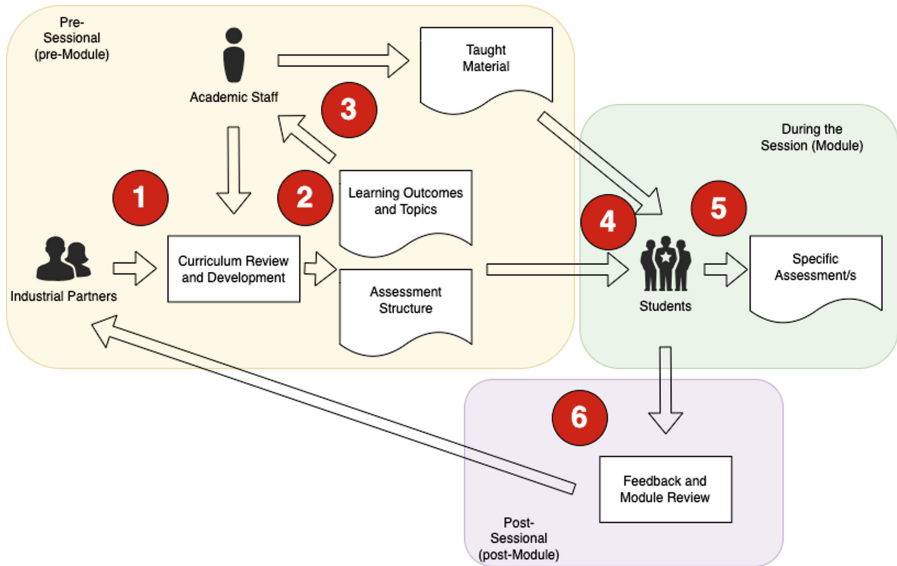 Pre-
Sessional
(pre-Module)
Academic Staff
Taught
Material
3
During the
Session (Module)
1
2
Learning Outcomes
and Topics
4
5
Industrial Partners
Curriculum Review
and Development
Assessment
Structure
Students
Specific
Assessment/s
6
Feedback and
Module Review
Post-
Sessional
(post-Module)